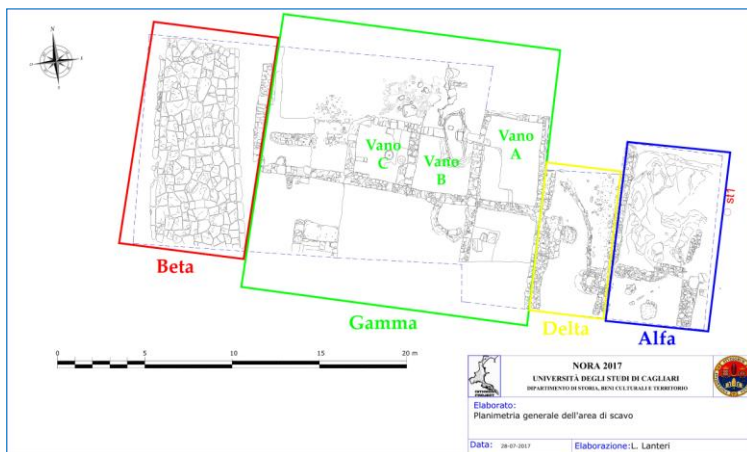 N
Vano
A
Vano
C
Vano
B
st1
Beta
Gamma
Delta
Alfa
0 5 10 15 20 m
NORA 2017
UNIVERSITÀ DEGLI STUDI DI CAGLIARI
DIPARTIMENTO DI STORIA, BENI CULTURALI E TERRITORIO
Elaborato:
Planimetria generale dell'area di scavo
Data: 28-07-2017 Elaborazione: L. Lanteri